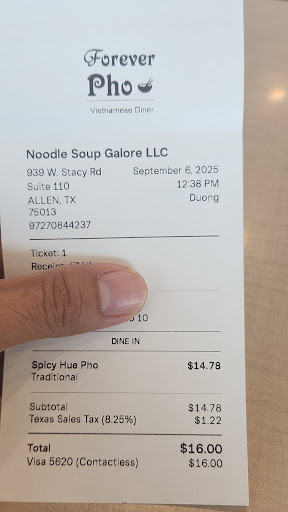 Forever
Pho
Vietnamese Diner
Noodle Soup Galore LLC
939 W. Stacy Rd September 6, 2025
Suite 110 12:38 PM
ALLEN, TX Duong
75013
97270844237
Ticket: 1
Receipt:
10
DINE IN
Spicy Hue Pho $14.78
Traditional
Subtotal $14.78
Texas Sales Tax (8.25%) $1.22
Total $16.00
Visa 5620 (Contactless) $16.00